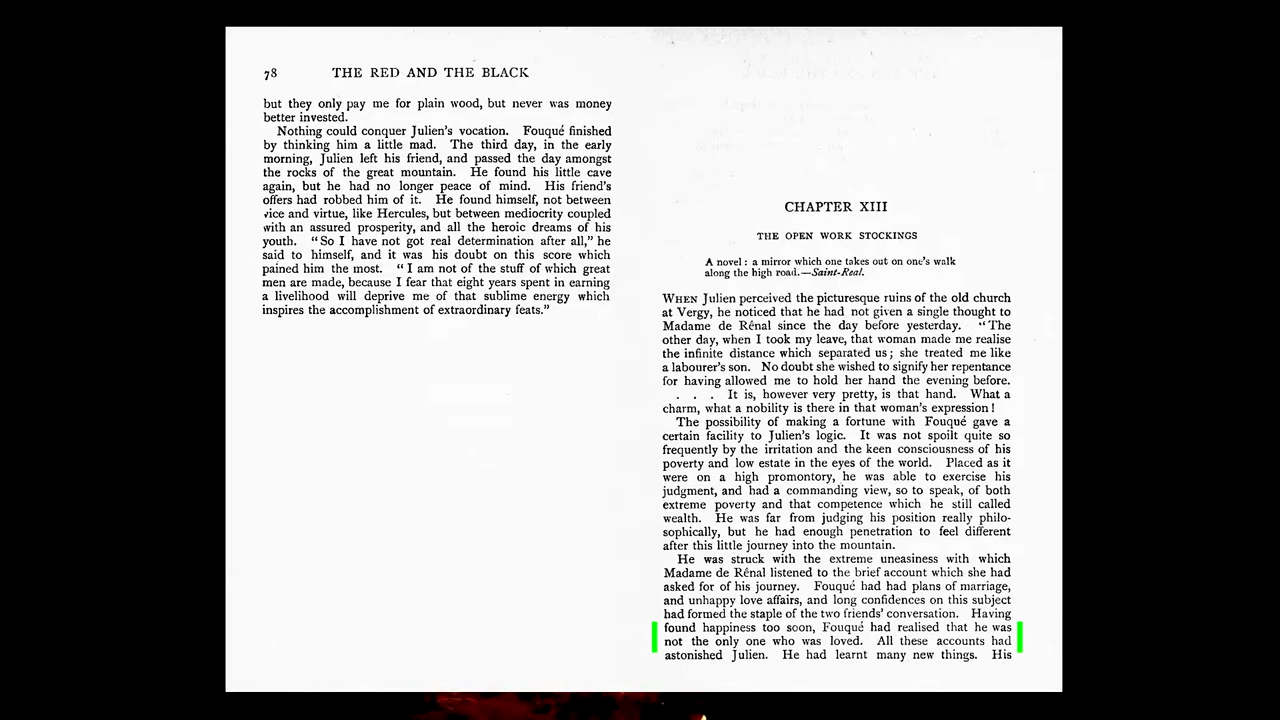 78 THE RED AND THE BLACK
but they only pay me for plain wood, but never was money
better invested.
Nothing could conquer Julien's vocation. Fouqué finished
by thinking him a little mad. The third day, in the early
morning, Julien left his friend, and passed the day amongst
the rocks of the great mountain. He found his little cave
again, but he had no longer peace of mind. His friend's
offers had robbed him of it. He found himself, not between
vice and virtue, like Hercules, but between mediocrity coupled
with an assured prosperity, and all the heroic dreams of his
youth. "So I have not got real determination after all," he
said to himself, and it was his doubt on this score which
pained him the most. "I am not of the stuff of which great
men are made, because I fear that eight years spent in earning
a livelihood will deprive me of that sublime energy which
inspires the accomplishment of extraordinary feats."
CHAPTER XIII
THE OPEN WORK STOCKINGS
A novel : a mirror which one takes out on one's walk
along the high road.—Saint-Real.
WHEN Julien perceived the picturesque ruins of the old church
at Vergy, he noticed that he had not given a single thought to
Madame de Rênal since the day before yesterday. "The
other day, when I took my leave, that woman made me realise
the infinite distance which separated us; she treated me like
a labourer's son. No doubt she wished to signify her repentance
for having allowed me to hold her hand the evening before.
. . . It is, however very pretty, is that hand. What a
charm, what a nobility is there in that woman's expression!
The possibility of making a fortune with Fouqué gave a
certain facility to Julien's logic. It was not spoilt quite so
frequently by the irritation and the keen consciousness of his
poverty and low estate in the eyes of the world. Placed as it
were on a high promontory, he was able to exercise his
judgment, and had a commanding view, so to speak, of both
extreme poverty and that competence which he still called
wealth. He was far from judging his position really philo-
sophically, but he had enough penetration to feel different
after this little journey into the mountain.
He was struck with the extreme uneasiness with which
Madame de Rênal listened to the brief account which she had
asked for of his journey. Fouqué had had plans of marriage,
and unhappy love affairs, and long confidences on this subject
had formed the staple of the two friends' conversation. Having
found happiness too soon, Fouqué had realised that he was
not the only one who was loved. All these accounts had
astonished Julien. He had learnt many new things. His